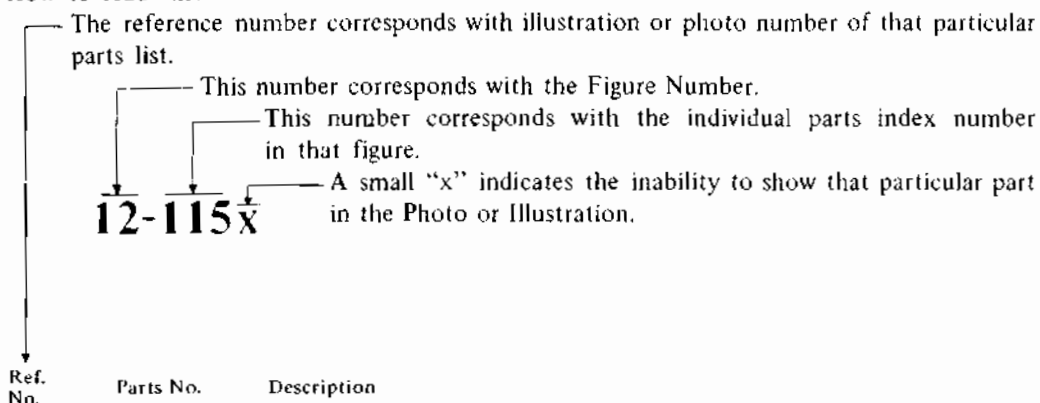 The reference number corresponds with illustration or photo number of that particular
parts list.
This number corresponds with the Figure Number.
This number corresponds with the individual parts index number
in that figure.
A small “x” indicates the inability to show that particular part
in the Photo or Illustration.
12-115x
Ref.
No.
Parts No.
Description